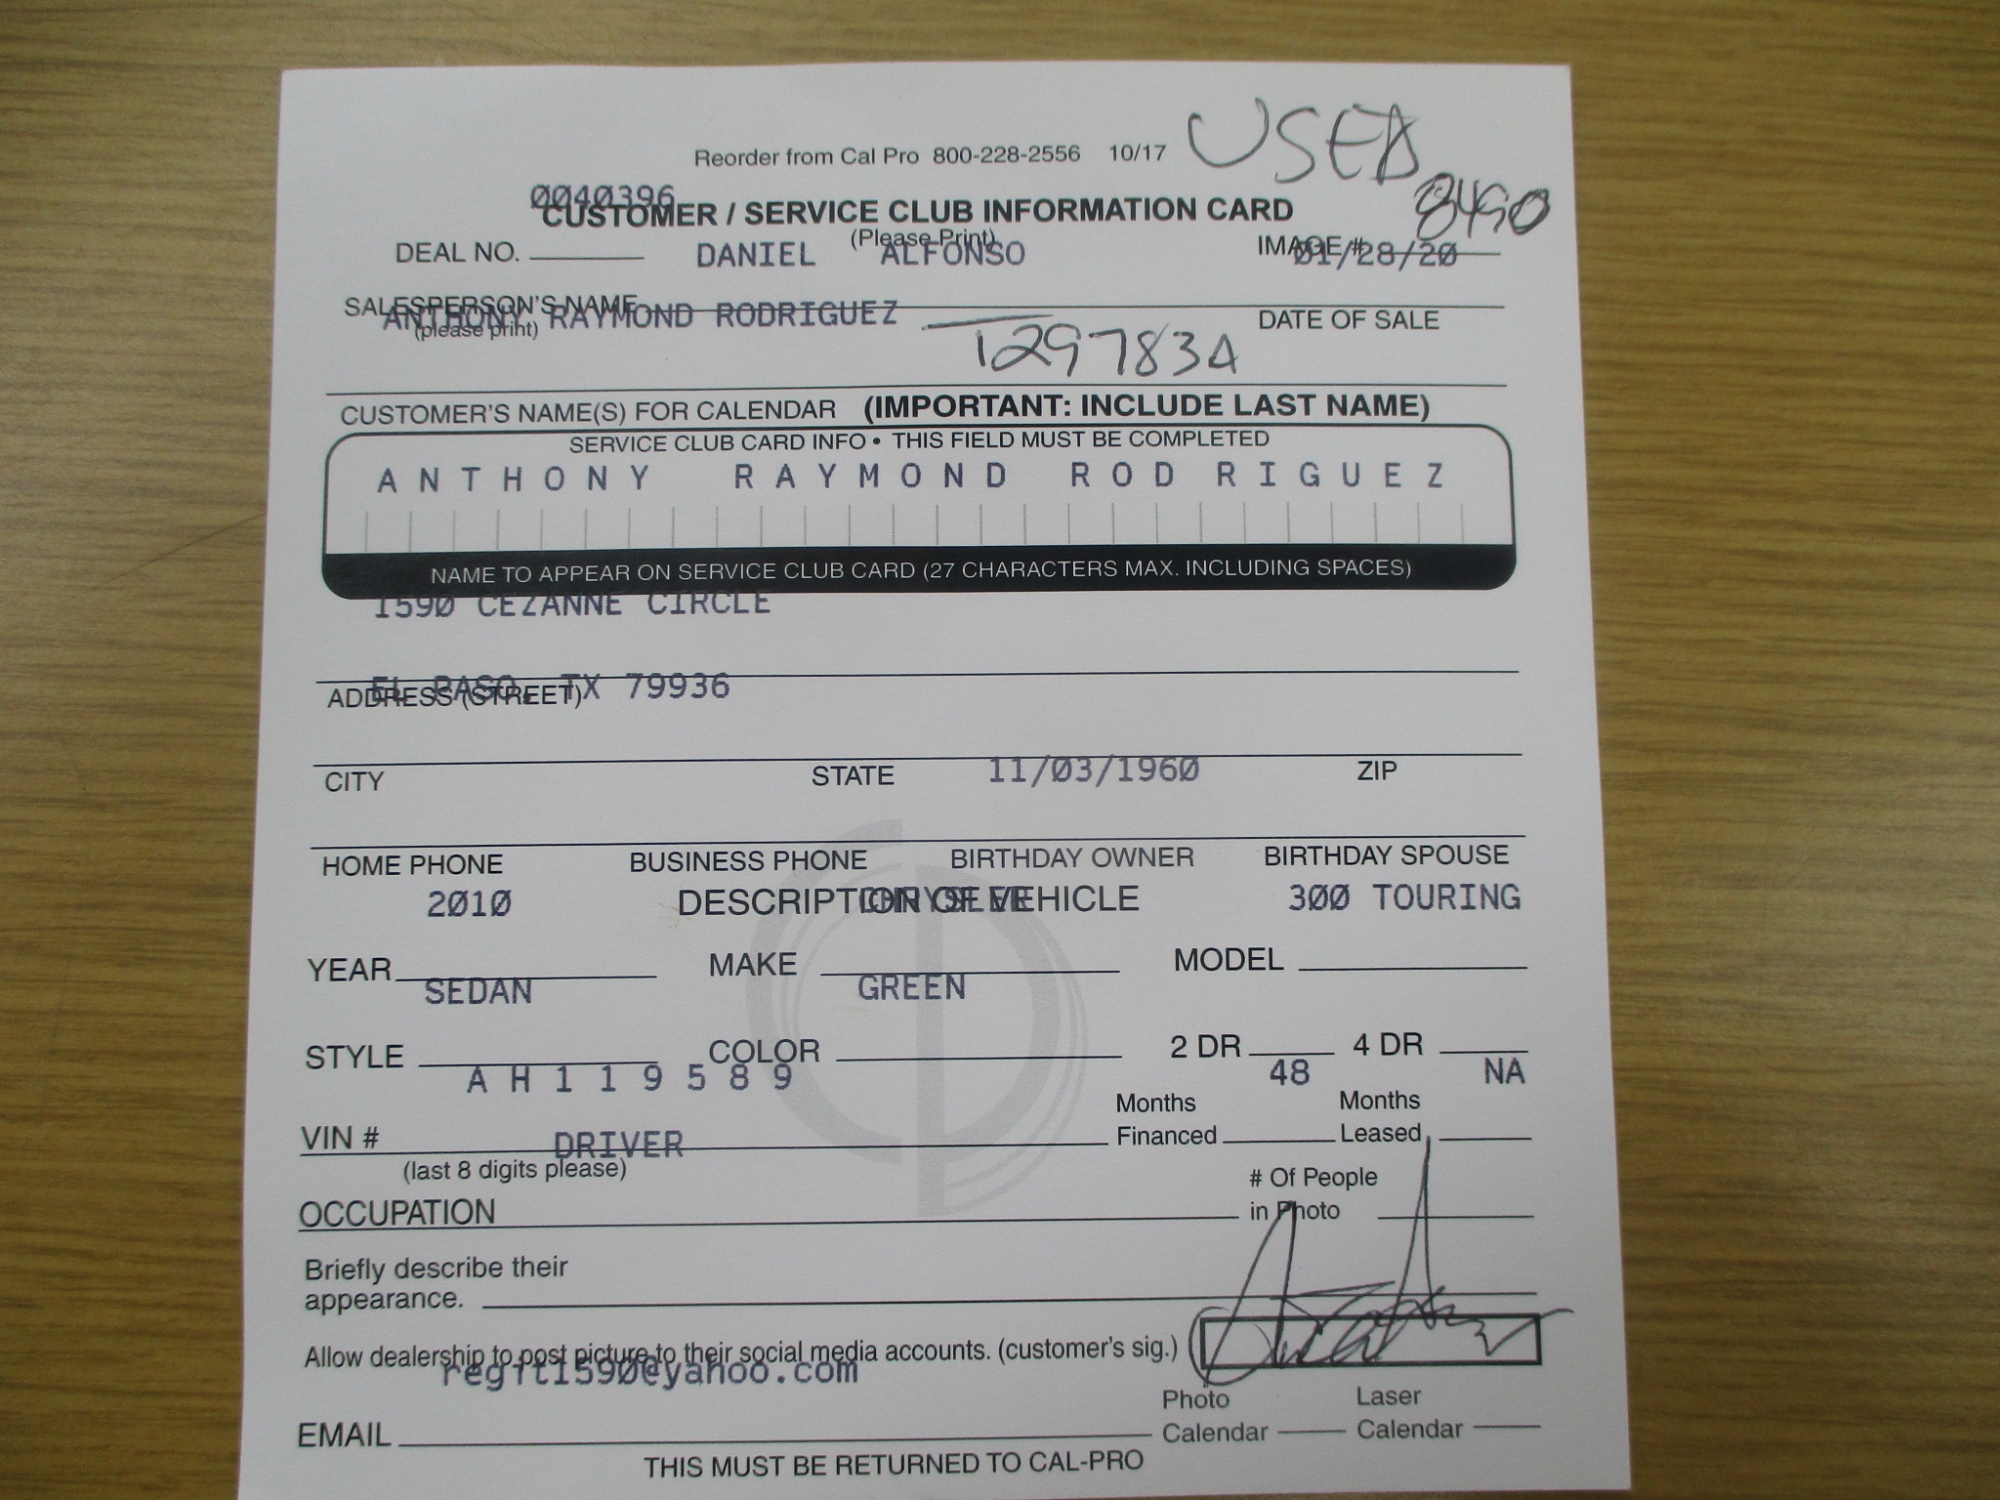 USED
Reorder from Cal Pro 800-228-2556 10/17
0040396
CUSTOMER / SERVICE CLUB INFORMATION CARD 8490
(Please Print)
DEAL NO. DANIEL ALFONSO IMAGE # 01/28/20
SALESPERSON'S NAME
ANTHONY RAYMOND RODRIGUEZ
(please print) DATE OF SALE
T29783A
CUSTOMER'S NAME(S) FOR CALENDAR (IMPORTANT: INCLUDE LAST NAME)
SERVICE CLUB CARD INFO • THIS FIELD MUST BE COMPLETED
ANTHONY RAYMOND RODRIGUEZ
NAME TO APPEAR ON SERVICE CLUB CARD (27 CHARACTERS MAX. INCLUDING SPACES)
1590 CEZANNE CIRCLE
EL PASO, TX 79936
ADDRESS (STREET)
11/03/1960
CITY STATE ZIP
HOME PHONE BUSINESS PHONE BIRTHDAY OWNER BIRTHDAY SPOUSE
2010 DESCRIPTION OF VEHICLE 300 TOURING
YEAR MAKE MODEL
SEDAN GREEN
STYLE COLOR 2 DR 4 DR
AH119589 48 NA
Months Financed Months Leased
VIN # DRIVER
(last 8 digits please)
# Of People in Photo
OCCUPATION
Briefly describe their
appearance.
Allow dealership to post picture to their social media accounts. (customer's sig.)
Photo Calendar Laser Calendar
EMAIL
THIS MUST BE RETURNED TO CAL-PRO